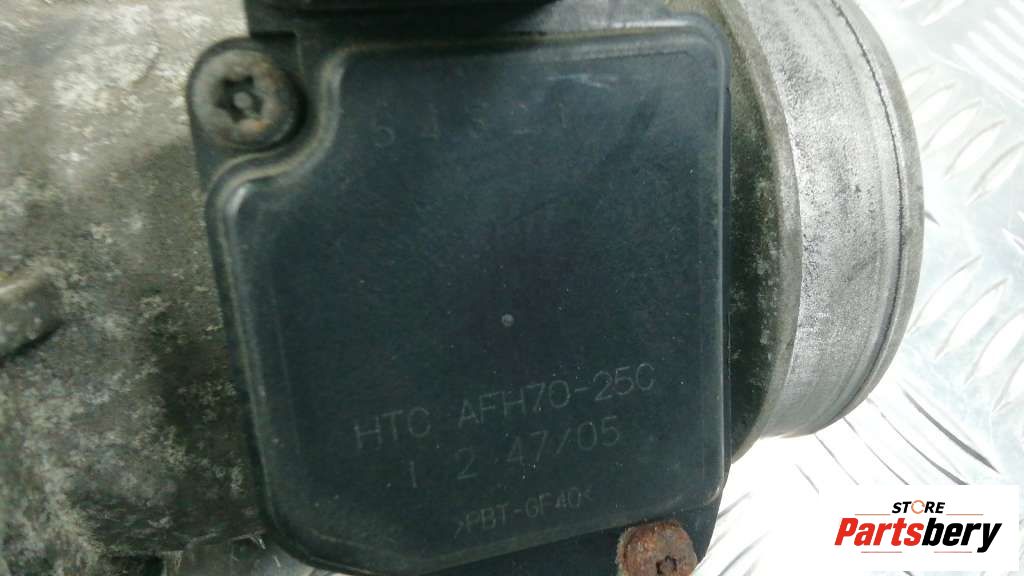 HTC AFH70-25C
1 2 47/05
>PBT-GF40<
STORE
Partsbery